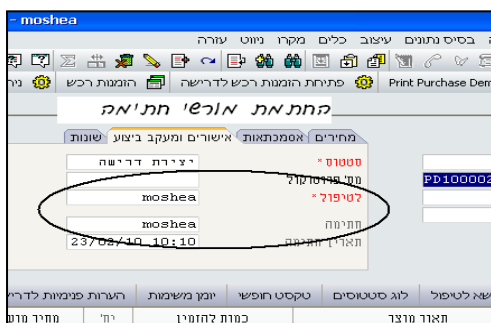 - moshea
בסיס נתונים עיצוב כלים מקרו ניווט עזרה
Print Purchase Dem פתיחת הזמנות רכש לדרישה הזמנות רכש
החתמת מורשי חתימה
מחירים אסמכתאות אישורים ומעקב ביצוע שונות
סטטוס * יצירת דרישה
מס' פרוטוקול
PD100002
לטיפול * moshea
חתימה moshea
תאריך חתימה 23/02/10 10:10
שא לטיפול לוג סטטוסים טקסט חופשי יומן משימות הערות פנימיות לדרי
תאור מוצר כמות להזמין יח' מחיר